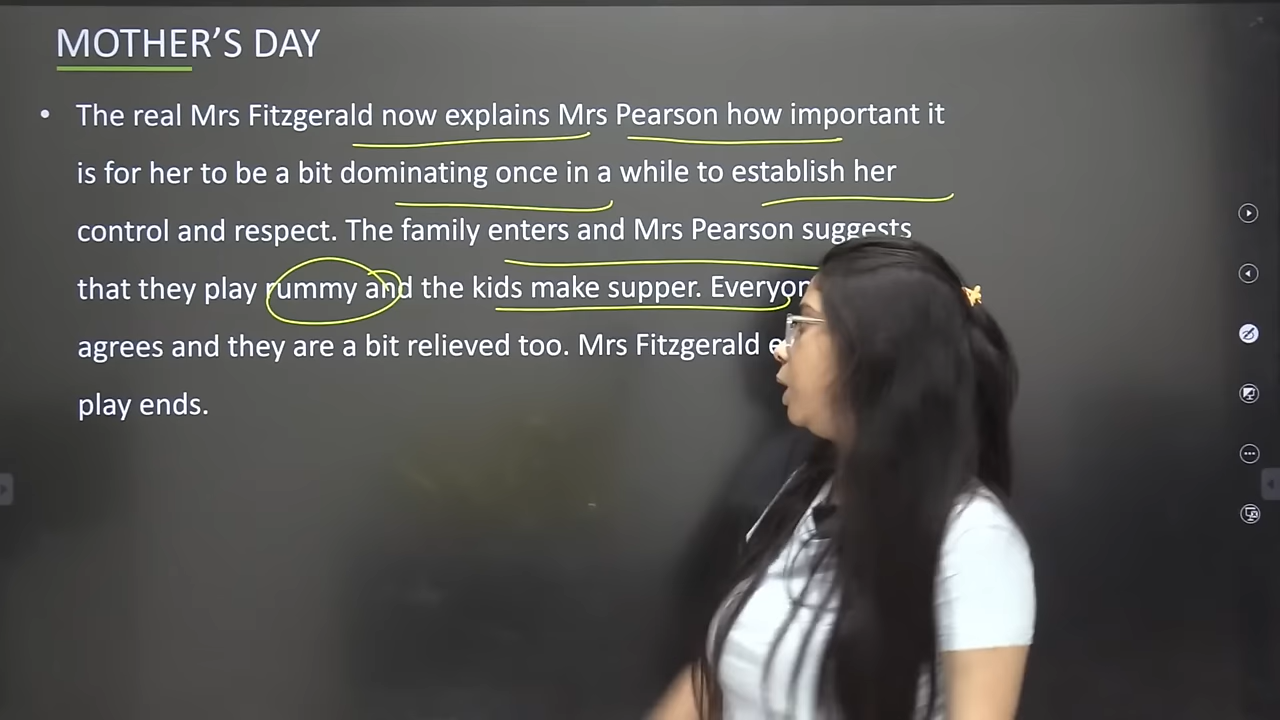 MOTHER'S DAY
• The real Mrs Fitzgerald now explains Mrs Pearson how important it
is for her to be a bit dominating once in a while to establish her
control and respect. The family enters and Mrs Pearson suggests
that they play rummy and the kids make supper.
agrees and they are a bit relieved too. Mrs Fitzgerald
play ends.